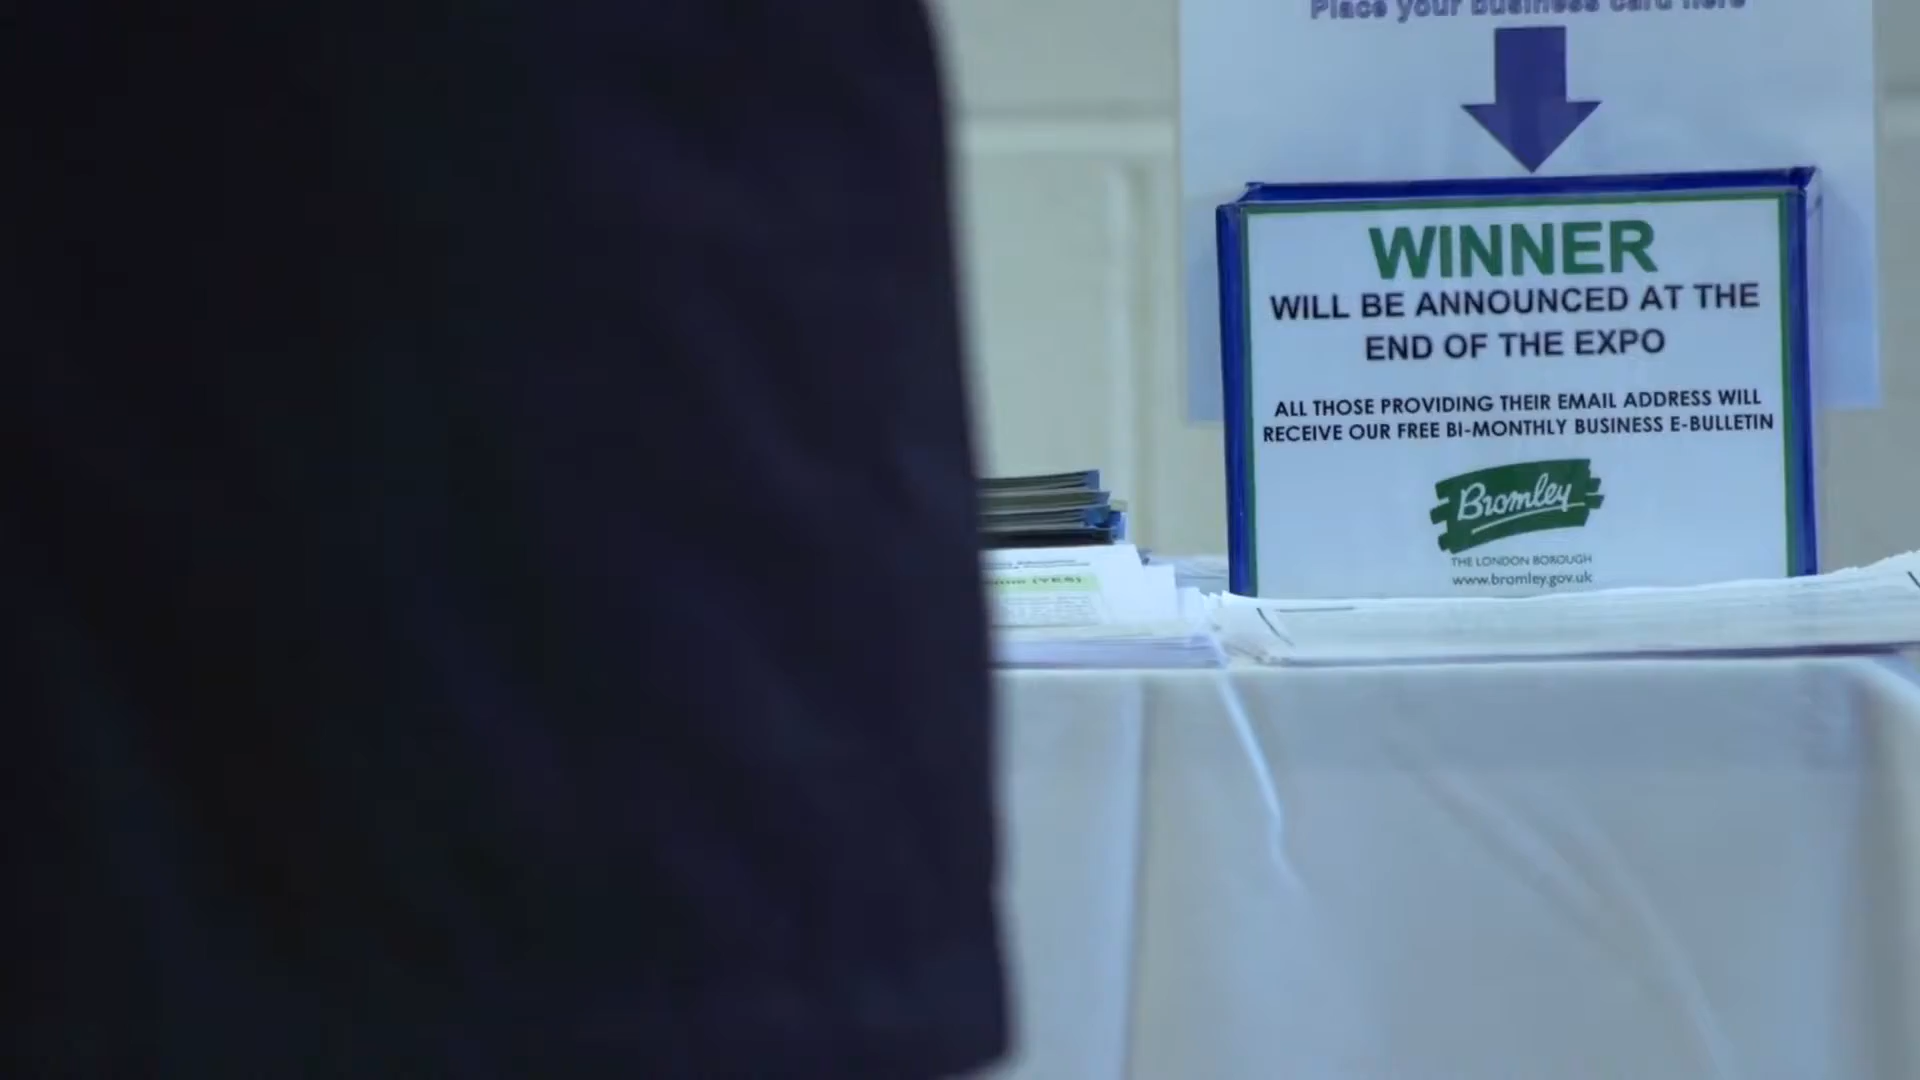 Place your business card here
WINNER
WILL BE ANNOUNCED AT THE
END OF THE EXPO
ALL THOSE PROVIDING THEIR EMAIL ADDRESS WILL
RECEIVE OUR FREE BI-MONTHLY BUSINESS E-BULLETIN
Bromley
THE LONDON BOROUGH
www.bromley.gov.uk
(YES)